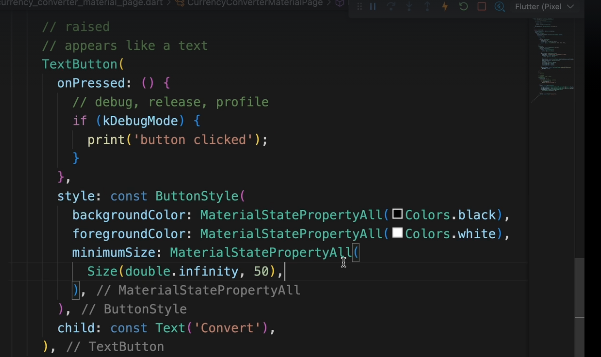 currency_converter_material_page.dart > CurrencyConverterMaterialPage >
Flutter (Pixel
// raised
// appears like a text
TextButton(
onPressed: () {
// debug, release, profile
if (kDebugMode) {
print('button clicked');
}
},
style: const ButtonStyle(
backgroundColor: MaterialStatePropertyAll(Colors.black),
foregroundColor: MaterialStatePropertyAll(Colors.white),
minimumSize: MaterialStatePropertyAll(
Size(double.infinity, 50),
), // MaterialStatePropertyAll
), // ButtonStyle
child: const Text('Convert'),
), // TextButton